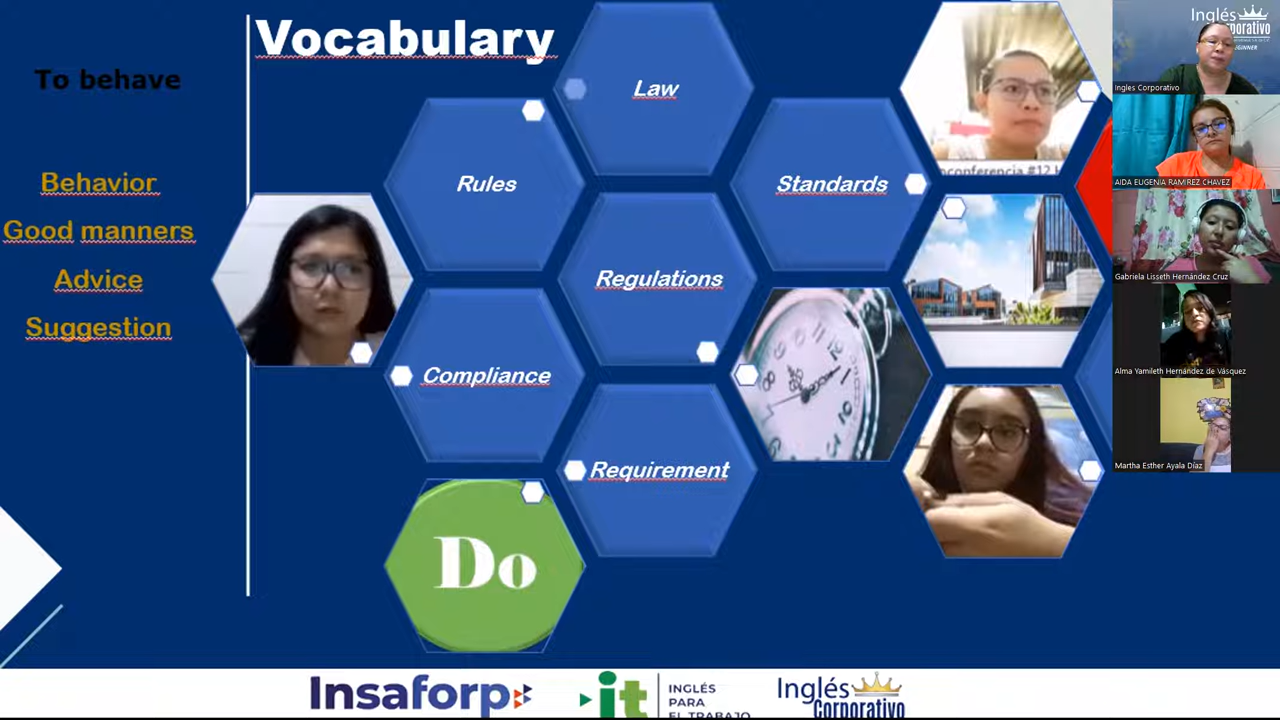 Vocabulary
To behave
Behavior
Good manners
Advice
Suggestion
Law
Rules
Standards
Regulations
Compliance
Requirement
Do
Insaforp
it
INGLÉS
PARA
EL TRABAJO
Inglés
Corporativo
Inglés
Ingles Corporativo
AIDA EUGENIA RAMIREZ CHAVEZ
Gabriela Lisseth Hernández Cruz
Alma Yamileth Hernández de Vásquez
Martha Esther Ayala Díaz